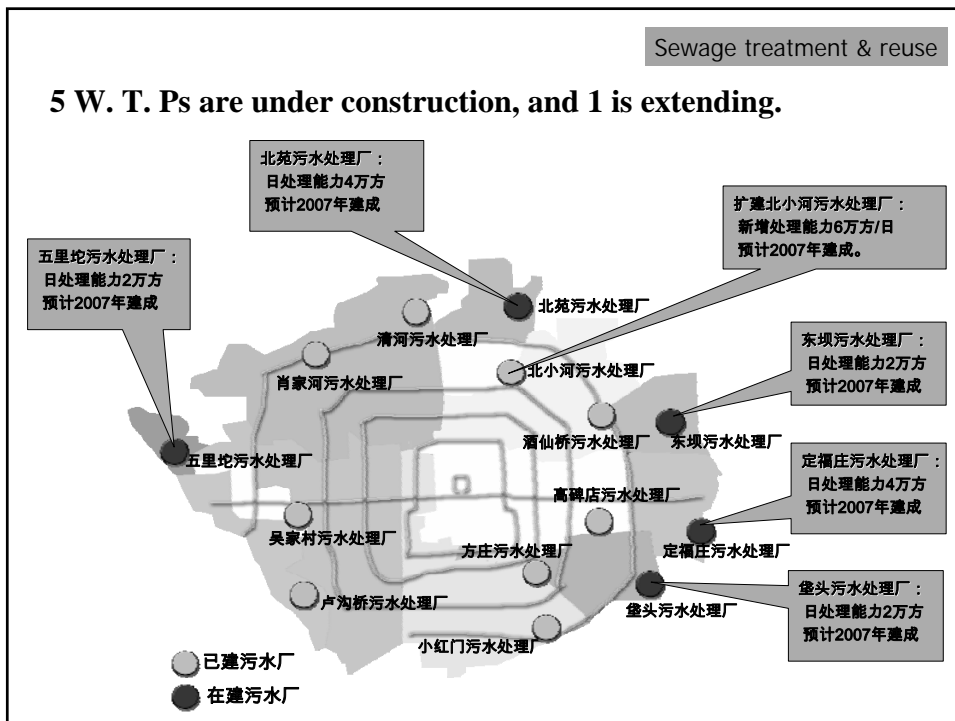 Sewage treatment & reuse
5 W. T. Ps are under construction, and 1 is extending.
北苑污水处理厂：
日处理能力4万方
预计2007年建成
扩建北小河污水处理厂：
新增处理能力6万方/日
预计2007年建成。
五里坨污水处理厂：
日处理能力2万方
预计2007年建成
北苑污水处理厂
清河污水处理厂
东坝污水处理厂：
日处理能力2万方
预计2007年建成
肖家河污水处理厂
北小河污水处理厂
酒仙桥污水处理厂
东坝污水处理厂
五里坨污水处理厂
定福庄污水处理厂：
日处理能力4万方
预计2007年建成
高碑店污水处理厂
吴家村污水处理厂
方庄污水处理厂
定福庄污水处理厂
垡头污水处理厂：
日处理能力2万方
预计2007年建成
卢沟桥污水处理厂
垡头污水处理厂
小红门污水处理厂
已建污水厂
在建污水厂